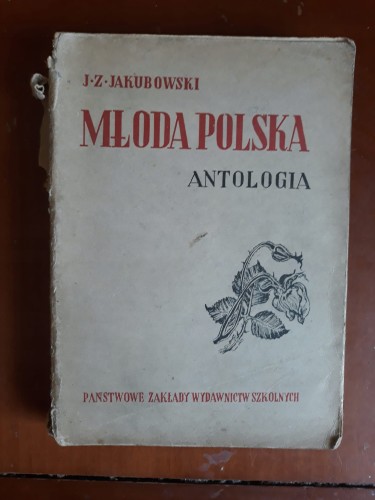 J·Z·JAKUBOWSKI
MŁODA POLSKA
ANTOLOGIA
PAŃSTWOWE ZAKŁADY WYDAWNICTW SZKOLNYCH